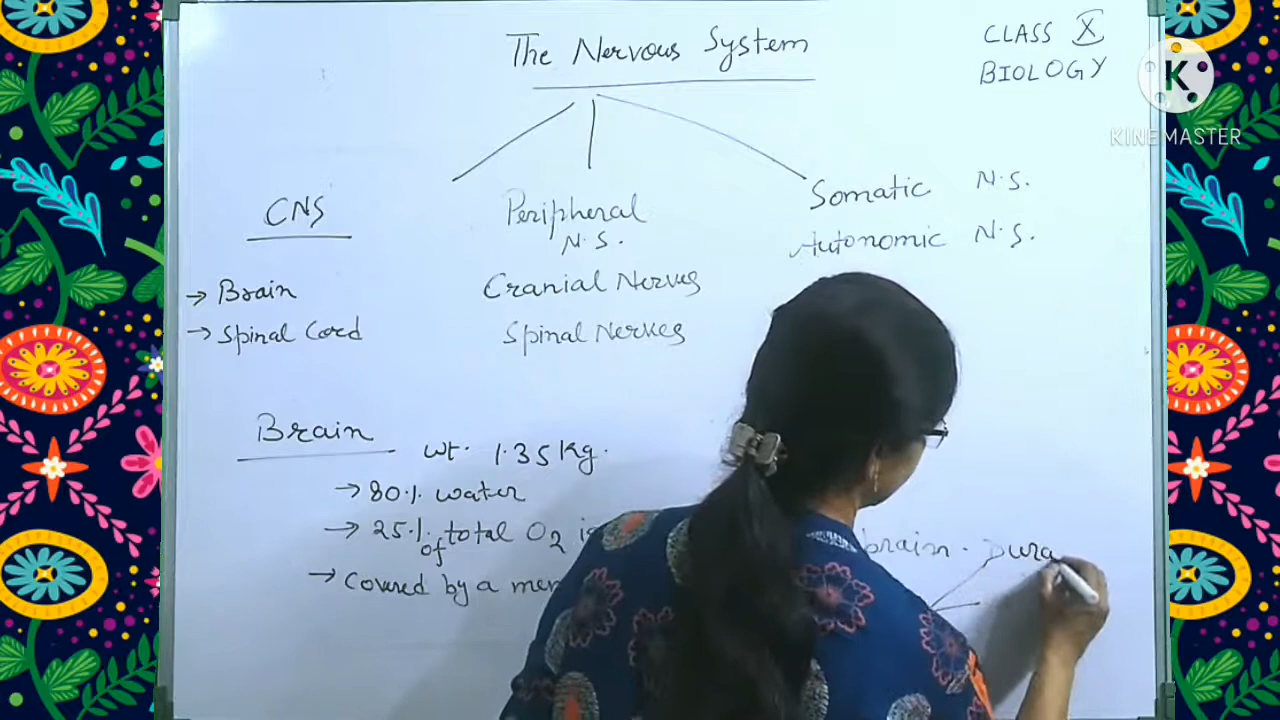 The Nervous System
CLASS X
BIOLOGY
K
KINEMASTER
CNS
Peripheral
N.S.
Somatic N.S.
Autonomic N.S.
→ Brain
→ Spinal Cord
Cranial Nerves
Spinal Nerves
Brain
wt. 1.35 Kg.
→ 80% water
→ 25% of total O2
brain. Dura
→ Covered by a